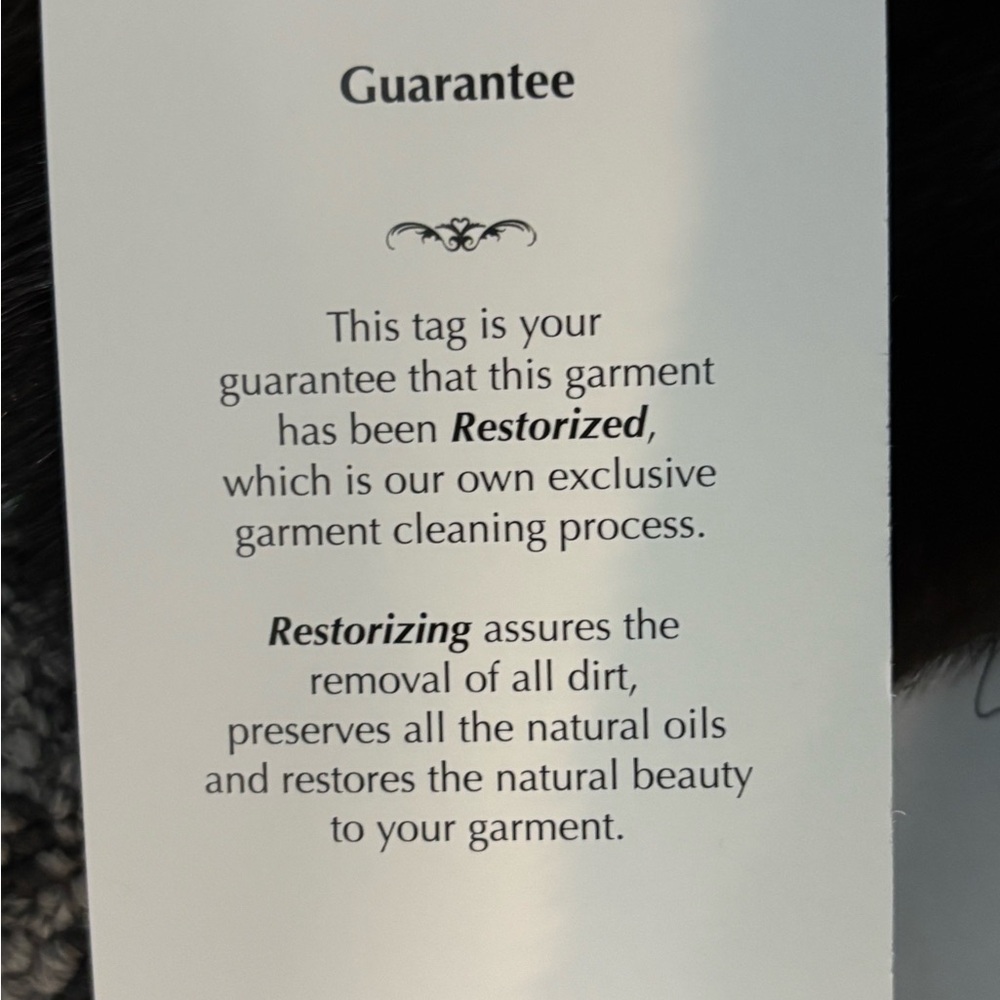 Guarantee
This tag is your
guarantee that this garment
has been Restorized,
which is our own exclusive
garment cleaning process.
Restorizing assures the
removal of all dirt,
preserves all the natural oils
and restores the natural beauty
to your garment.